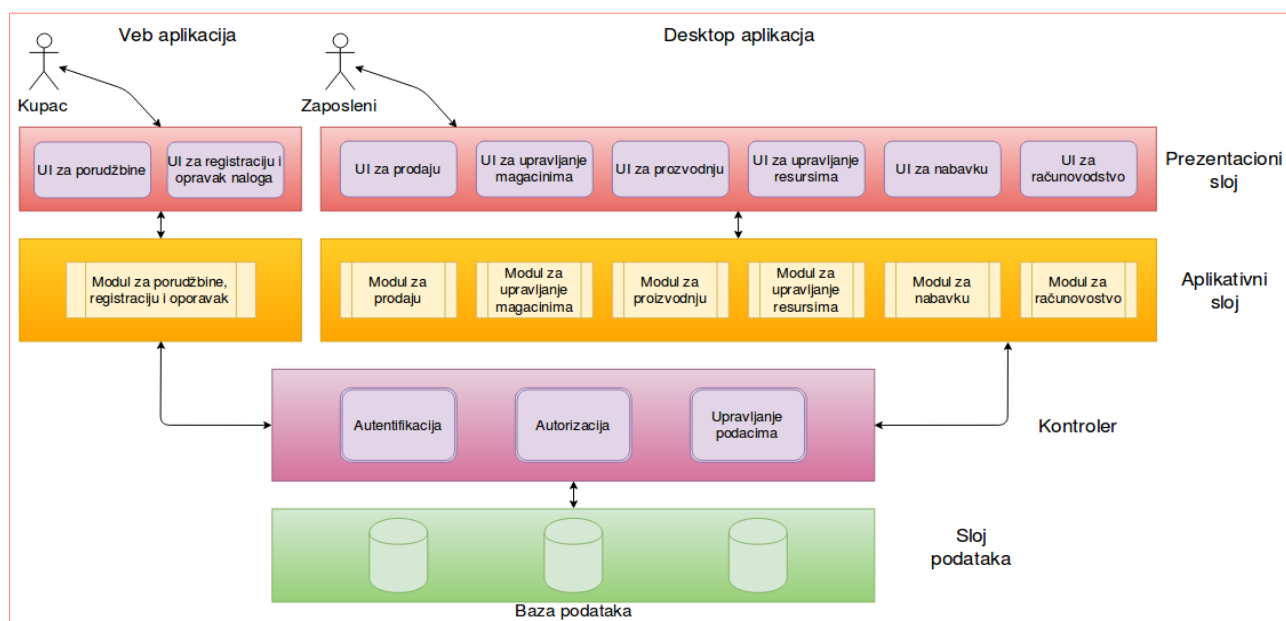 Veb aplikacija
Desktop aplikacja
Kupac
Zaposleni
UI za porudžbine
UI za registraciju i
opravak naloga
UI za prodaju
UI za upravljanje
magacinima
UI za prozvodnju
UI za upravljanje
resursima
UI za nabavku
UI za
računovodstvo
Prezentacioni
sloj
Modul za porudžbine,
registraciju i oporavak
Modul za
prodaju
Modul za
upravljanje
magacinima
Modul za
proizvodnju
Modul za
upravljanje
resursima
Modul za
nabavku
Modul za
računovostvo
Aplikativni
sloj
Autentifikacija
Autorizacija
Upravljanje
podacima
Kontroler
Sloj
podataka
Baza podataka